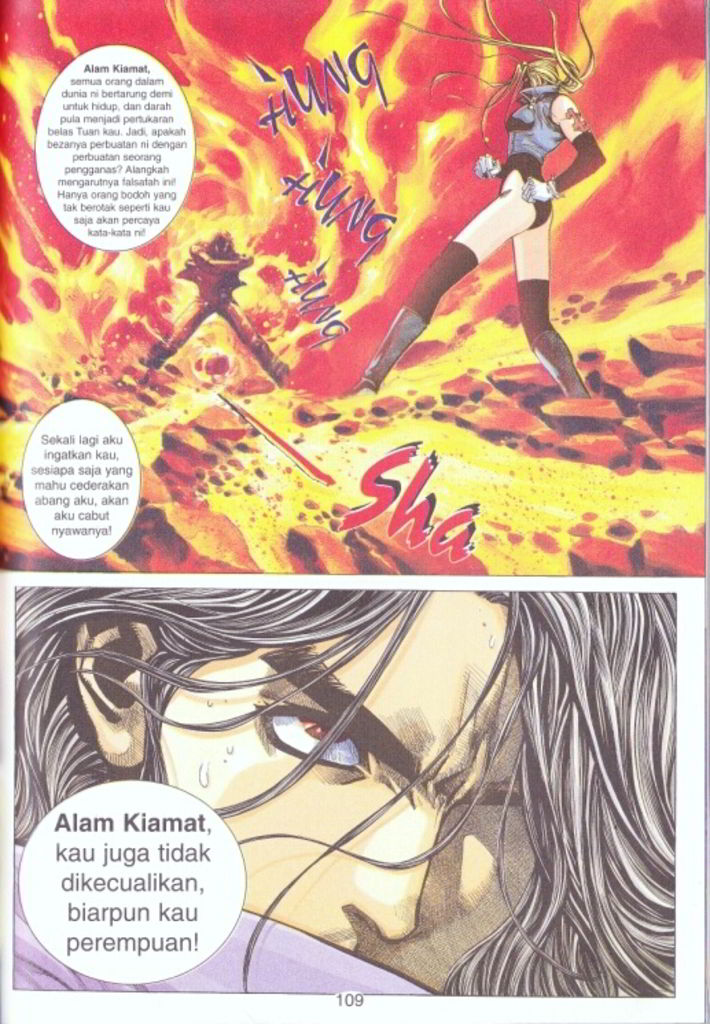 Alam Kiamat,
semua orang dalam
dunia ni bertarung demi
untuk hidup, dan darah
pula menjadi pertukaran
belas Tuan kau. Jadi, apakah
bezanya perbuatan ni dengan
perbuatan seorang
pengganas? Alangkah
mengarutnya falsafah ini!
Hanya orang bodoh yang
tak berotak seperti kau
saja akan percaya
kata-kata ni!
HUNG
HUNG
HUNG
Sekali lagi aku
ingatkan kau,
sesiapa saja yang
mahu cederakan
abang aku, akan
aku cabut
nyawanya!
Sha
Alam Kiamat,
kau juga tidak
dikecualikan,
biarpun kau
perempuan!
109